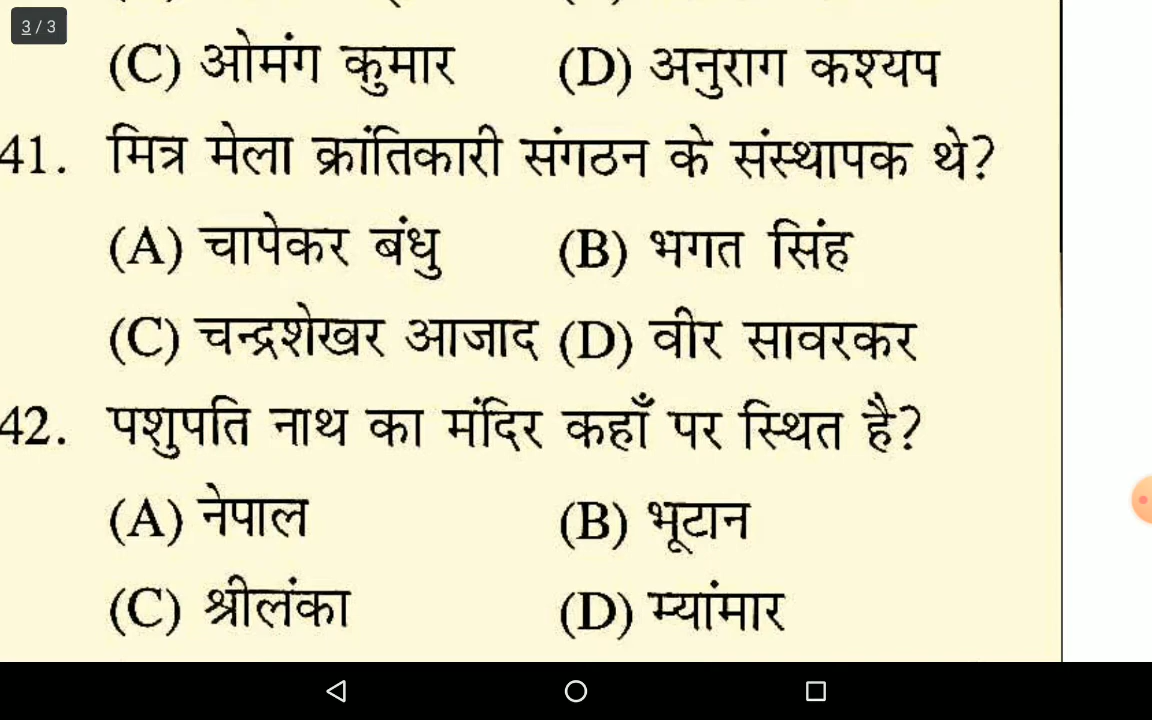 3 / 3
(C) ओमंग कुमार (D) अनुराग कश्यप
41. मित्र मेला क्रांतिकारी संगठन के संस्थापक थे?
(A) चापेकर बंधु (B) भगत सिंह
(C) चन्द्रशेखर आजाद (D) वीर सावरकर
42. पशुपति नाथ का मंदिर कहाँ पर स्थित है?
(A) नेपाल (B) भूटान
(C) श्रीलंका (D) म्यांमार